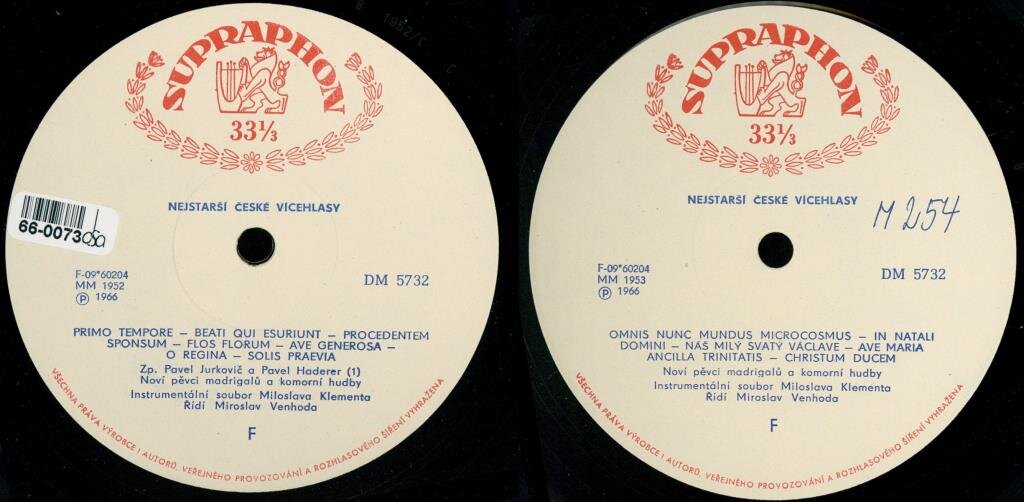 B 1952/C
SUPRAPHON
33⅓
NEJSTARŠÍ ČESKÉ VÍCEHLASY
66-0073
F-09*60204
MM 1952
Ⓟ 1966
DM 5732
PRIMO TEMPORE – BEATI QUI ESURIUNT – PROCEDENTEM
SPONSUM – FLOS FLORUM – AVE GENEROSA –
O REGINA – SOLIS PRAEVIA
Zp. Pavel Jurkovič a Pavel Haderer (1)
Noví pěvci madrigalů a komorní hudby
Instrumentální soubor Miloslava Klementa
Řídí Miroslav Venhoda
F
VŠECHNA PRÁVA VÝROBCE I AUTORŮ, VEŘEJNÉHO PROVOZOVÁNÍ A ROZHLASOVÉHO ŠÍŘENÍ VYHRAŽENA
SUPRAPHON
33⅓
NEJSTARŠÍ ČESKÉ VÍCEHLASY
M 254
F-09*60204
MM 1953
Ⓟ 1966
DM 5732
OMNIS NUNC MUNDUS MICROCOSMUS – IN NATALI
DOMINI – NÁŠ MILÝ SVATÝ VÁCLAVE – AVE MARIA
ANCILLA TRINITATIS – CHRISTUM DUCEM
Noví pěvci madrigalů a komorní hudby
Instrumentální soubor Miloslava Klementa
Řídí Miroslav Venhoda
F
VŠECHNA PRÁVA VÝROBCE I AUTORŮ, VEŘEJNÉHO PROVOZOVÁNÍ A ROZHLASOVÉHO ŠÍŘENÍ VYHRAŽENA